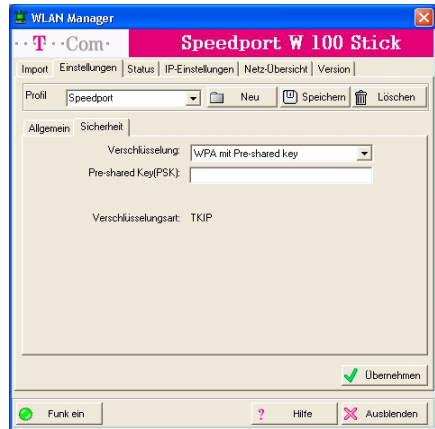 WLAN Manager
··T··Com· Speedport W 100 Stick
Import Einstellungen Status IP-Einstellungen Netz-Übersicht Version
Profil Speedport Neu Speichern Löschen
Allgemein Sicherheit
Verschlüsselung: WPA mit Pre-shared key
Pre-shared Key(PSK):
Verschlüsselungsart: TKIP
Übernehmen
Funk ein ? Hilfe Ausblenden